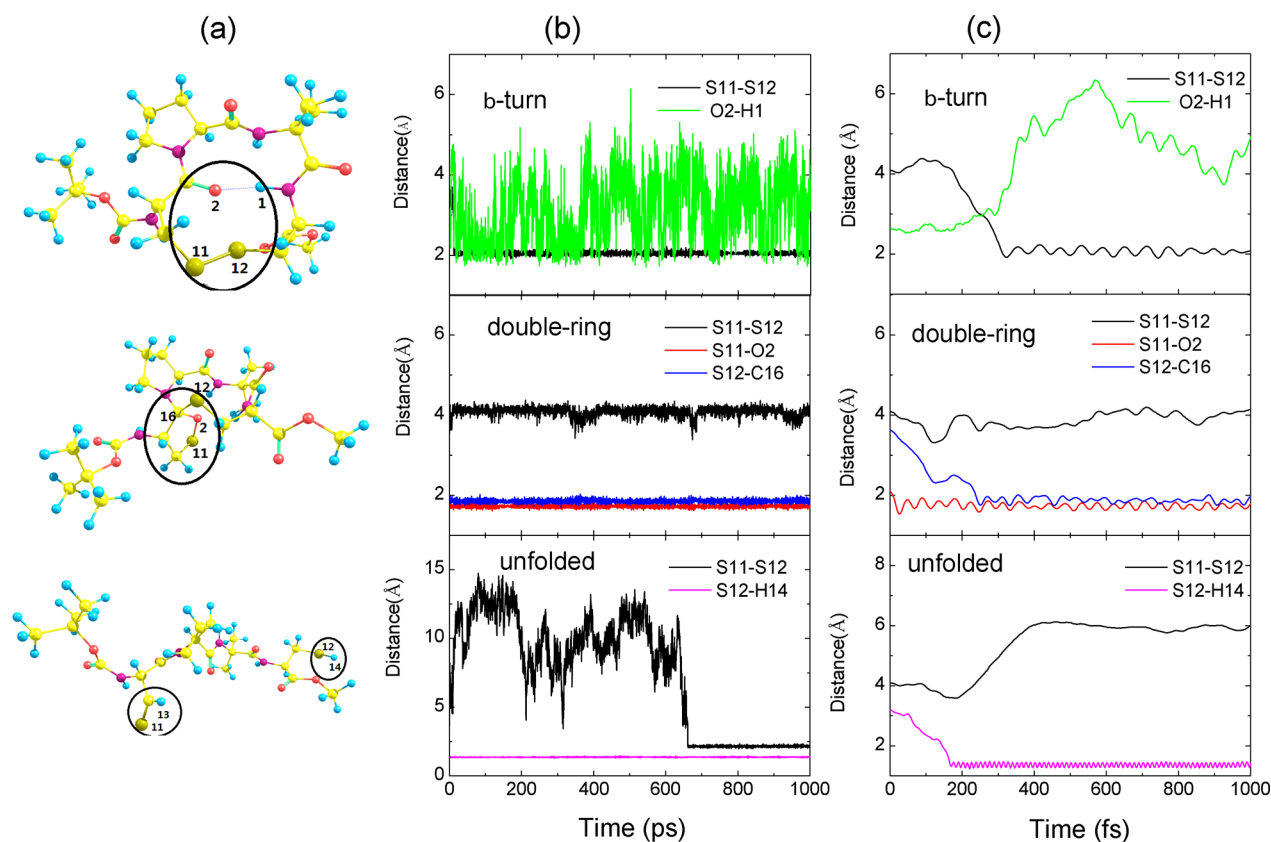 (a) (b) (c)
b-turn
S11-S12
O2-H1
6
4
2
Distance(Å)
2
1
11
12
b-turn
S11-S12
O2-H1
6
4
2
Distance (Å)
double-ring
S11-S12
S11-O2
S12-C16
6
4
2
Distance(Å)
12
16
2
11
double-ring
S11-S12
S11-O2
S12-C16
6
4
2
Distance(Å)
unfolded
S11-S12
S12-H14
15
10
5
0
Distance(Å)
12
14
13
11
0 200 400 600 800 1000
Time (ps)
unfolded
S11-S12
S12-H14
8
6
4
2
Distance(Å)
0 200 400 600 800 1000
Time (fs)